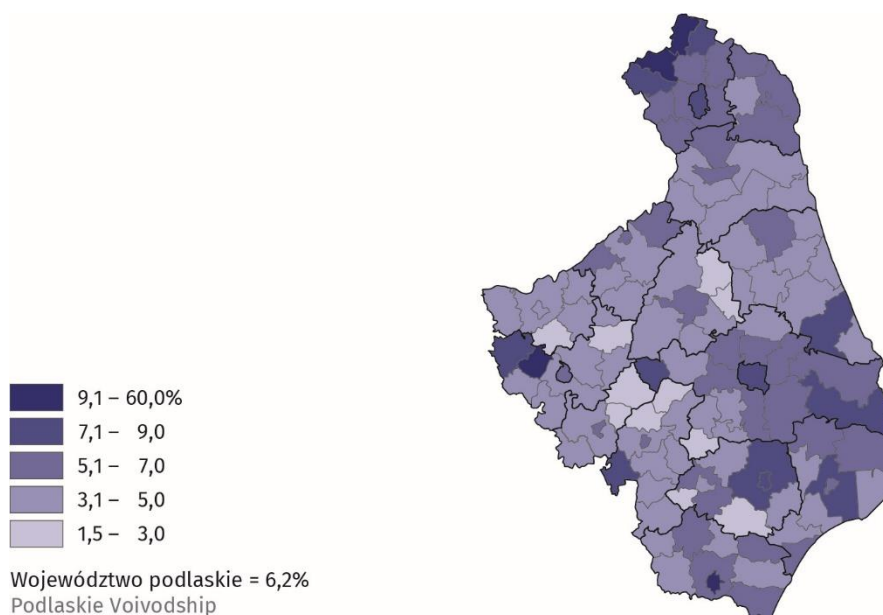 9,1 – 60,0%
7,1 – 9,0
5,1 – 7,0
3,1 – 5,0
1,5 – 3,0
Województwo podlaskie = 6,2%
Podlaskie Voivodship